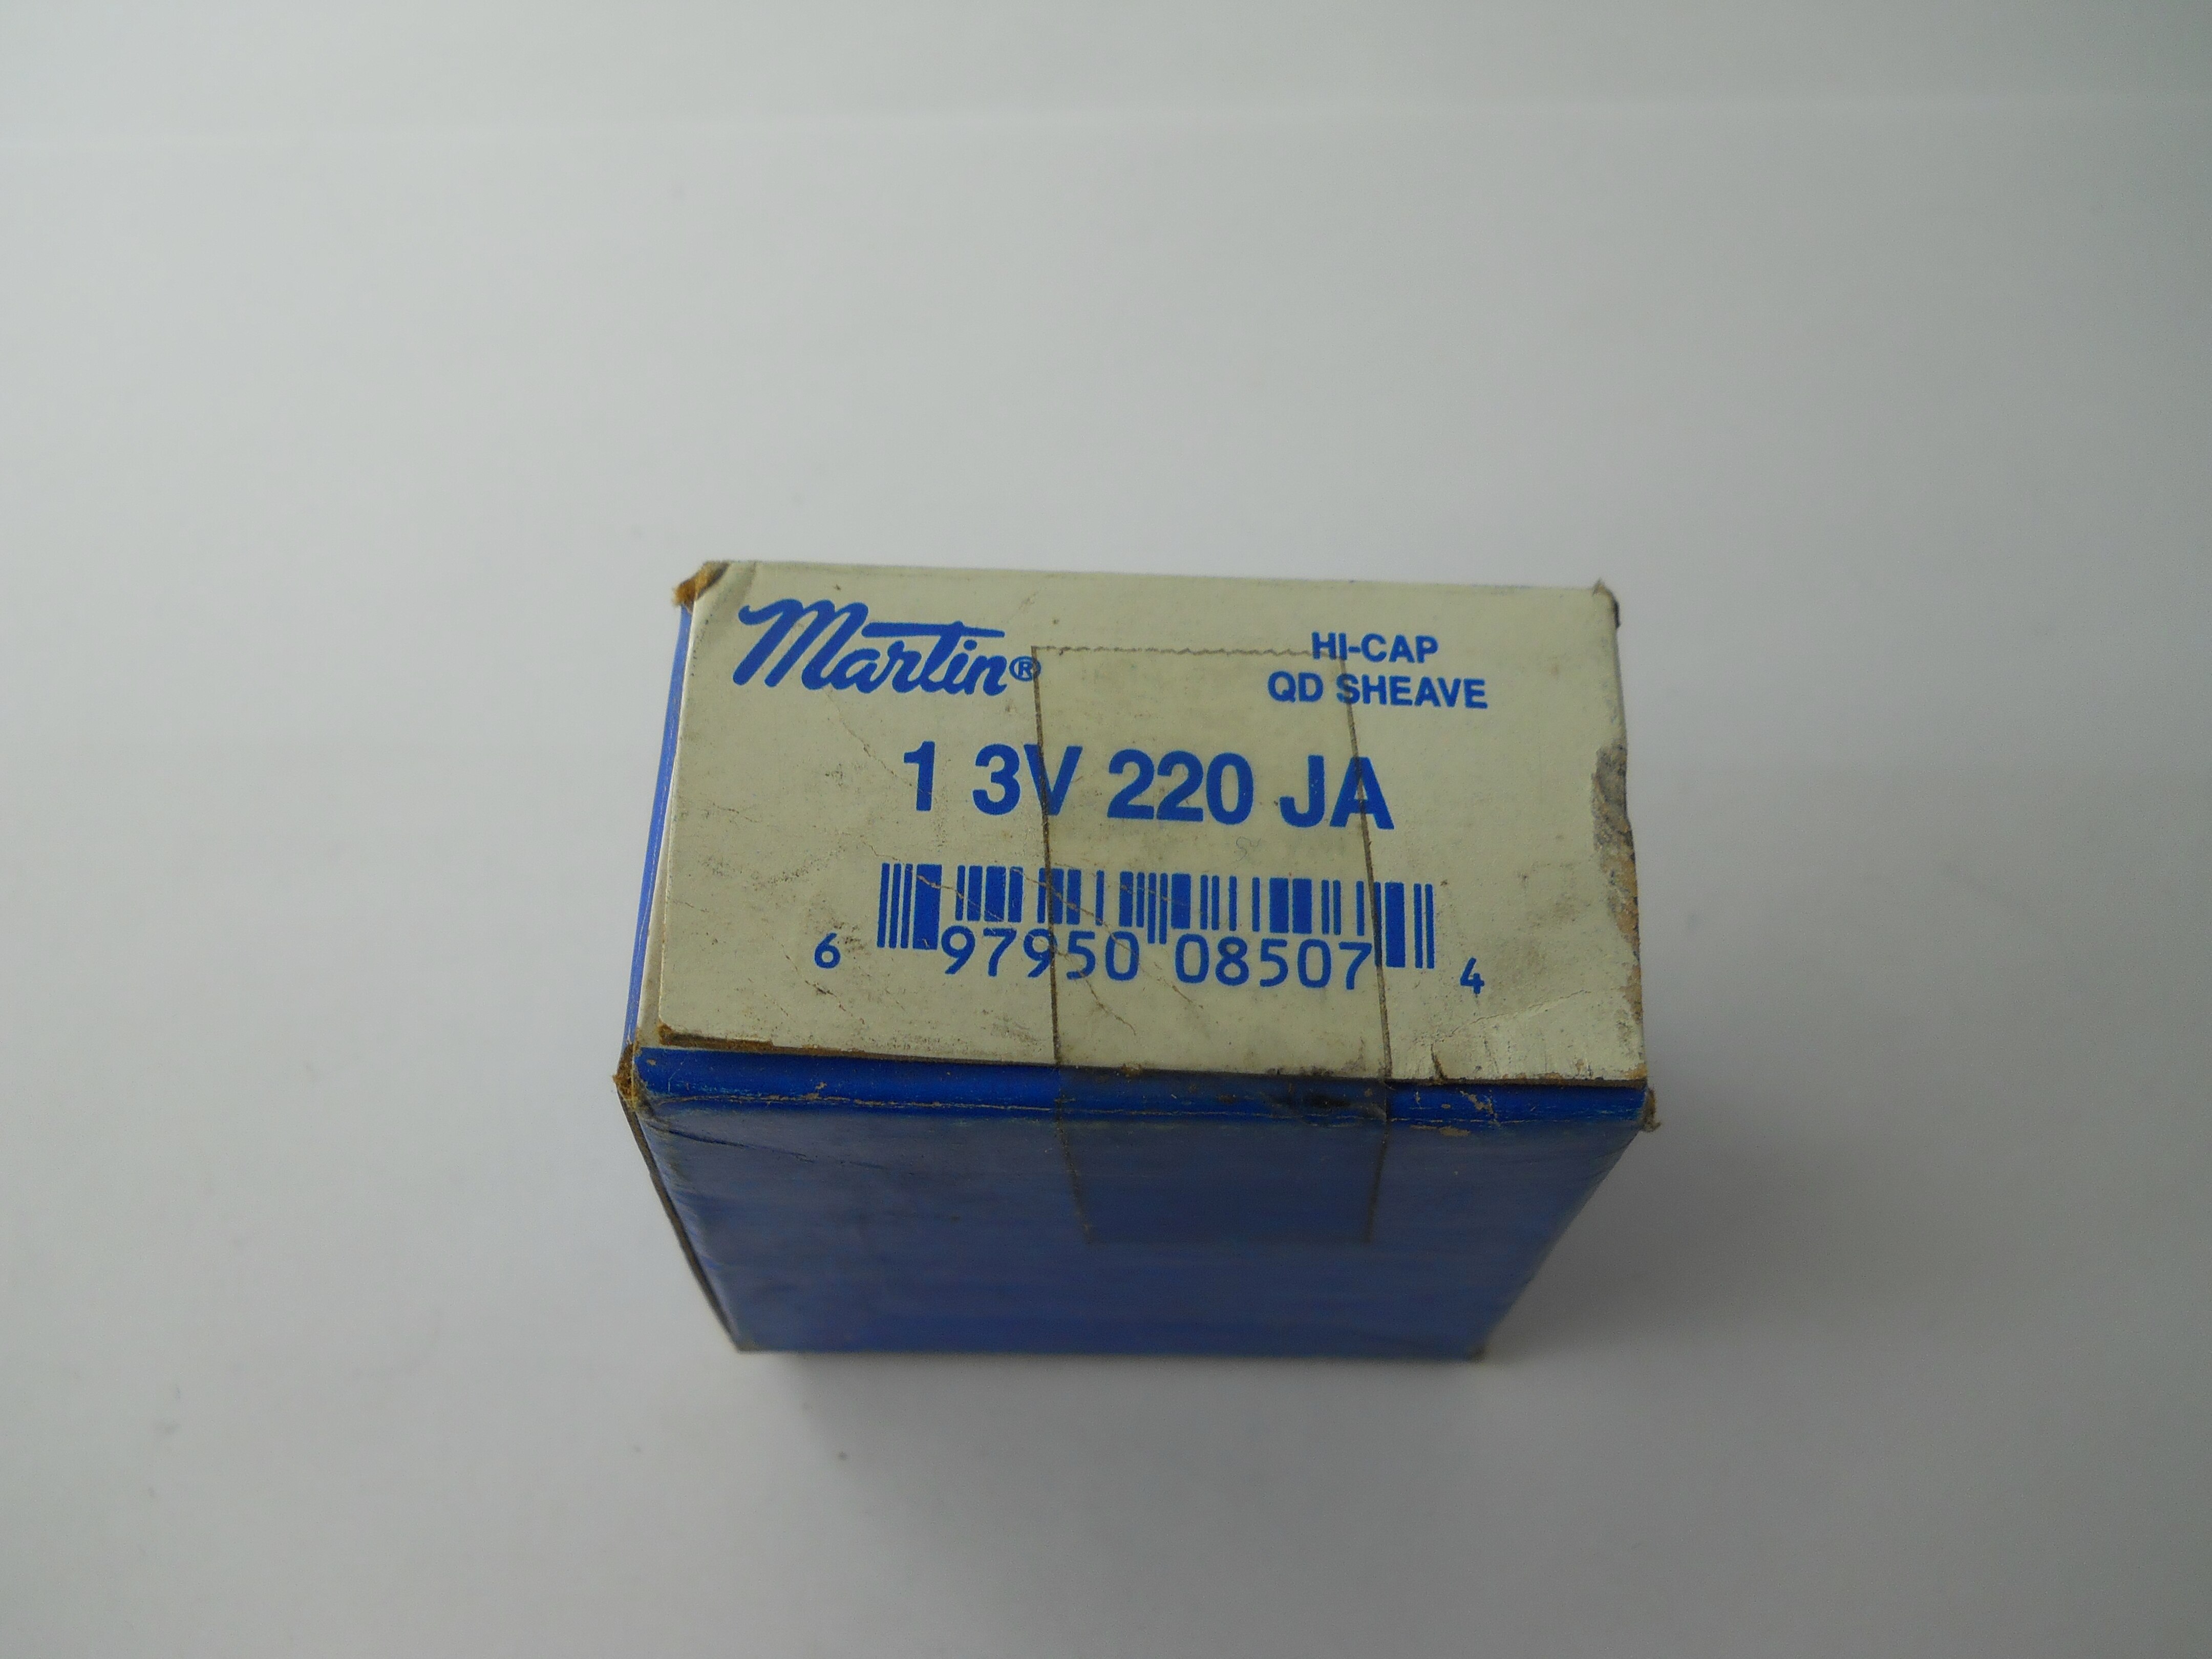 Martin®
HI-CAP
QD SHEAVE
1 3V 220 JA
6 97950 08507 4